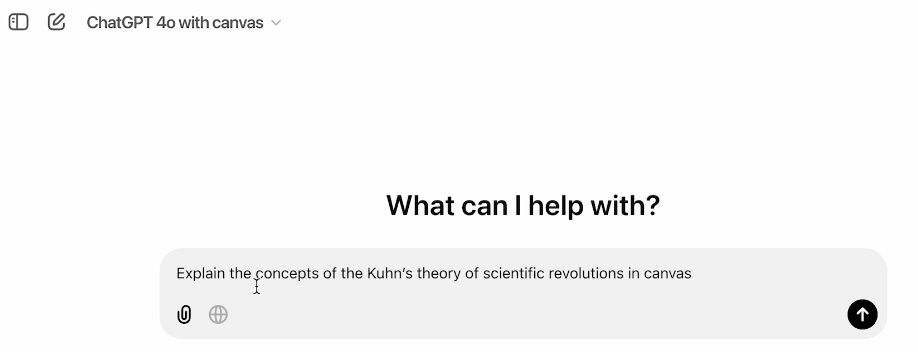 ChatGPT 4o with canvas
What can I help with?
Explain the concepts of the Kuhn’s theory of scientific revolutions in canvas